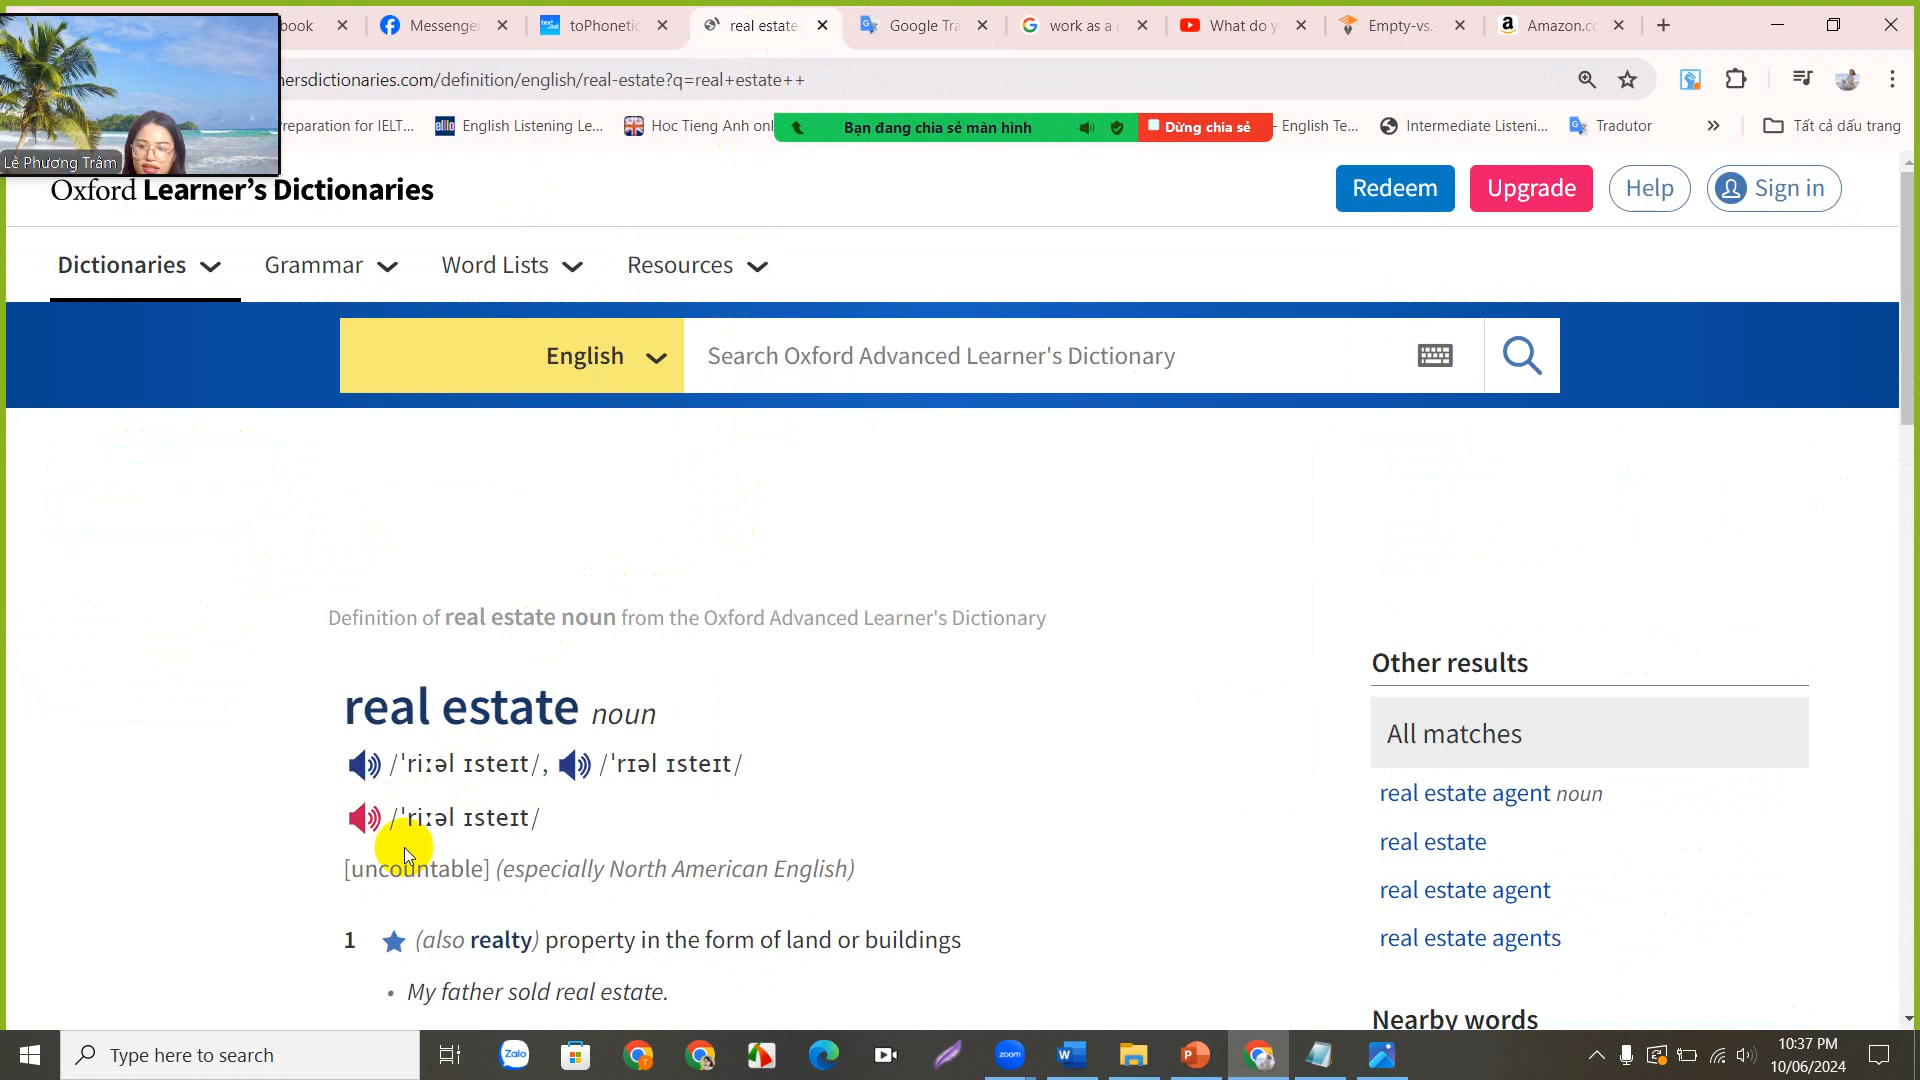 book
Messenge
toPhonetic
real estate
Google Tra
work as a
What do y
Empty-vs.
Amazon.c
ersdictionaries.com/definition/english/real-estate?q=real+estate++
reparation for IELT...
English Listening Le...
Hoc Tieng Anh onl
Bạn đang chia sẻ màn hình
Dừng chia sẻ
English Te...
Intermediate Listeni...
Tradutor
Tất cả dấu trang
Lê Phương Trâm
Oxford Learner's Dictionaries
Redeem
Upgrade
Help
Sign in
Dictionaries
Grammar
Word Lists
Resources
English
Search Oxford Advanced Learner's Dictionary
Definition of real estate noun from the Oxford Advanced Learner's Dictionary
real estate noun
/ˈriːəl ɪsteɪt/, /ˈrɪəl ɪsteɪt/
/ˈriːəl ɪsteɪt/
[uncountable] (especially North American English)
1 (also realty) property in the form of land or buildings
• My father sold real estate.
Other results
All matches
real estate agent noun
real estate
real estate agent
real estate agents
Nearby words
Type here to search
Zalo
zoom
10:37 PM
10/06/2024